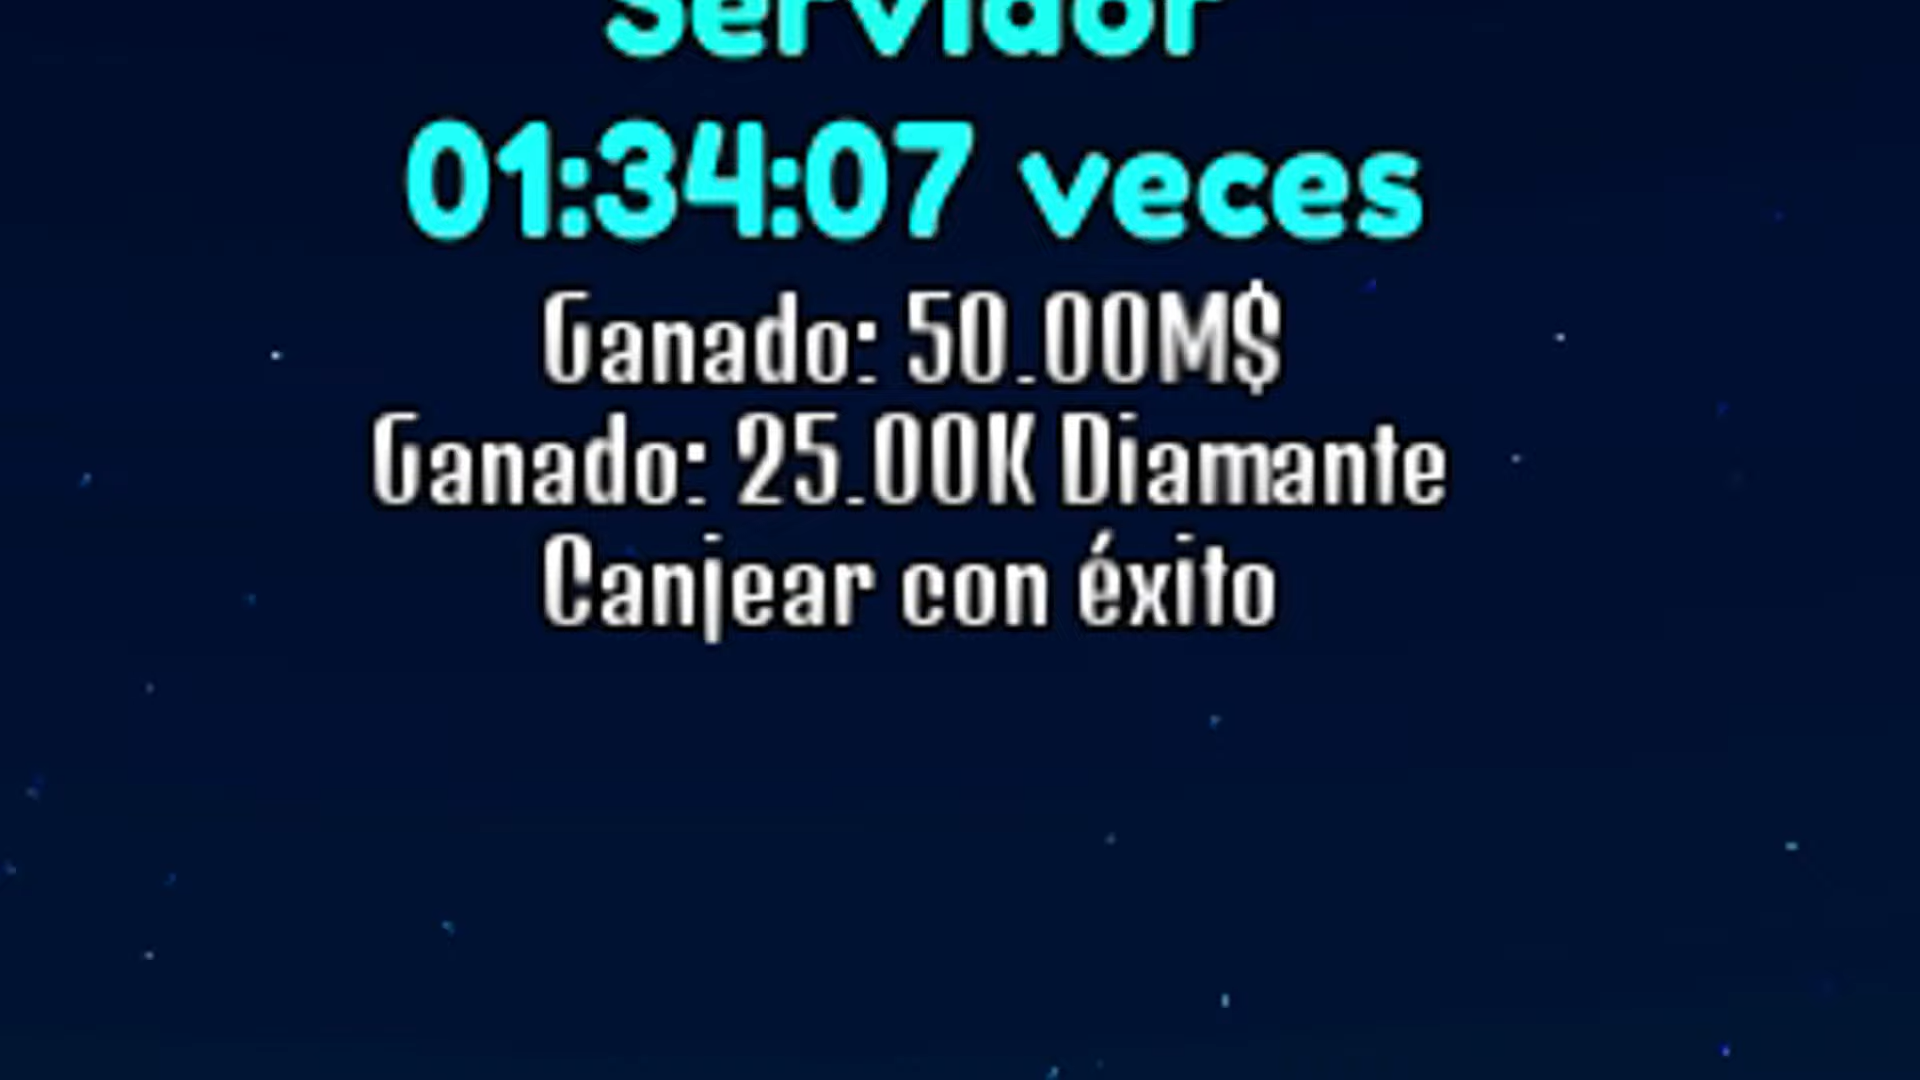 Servidor
01:34:07 veces
Ganado: 50.00M$
Ganado: 25.00K Diamante
Canjear con éxito